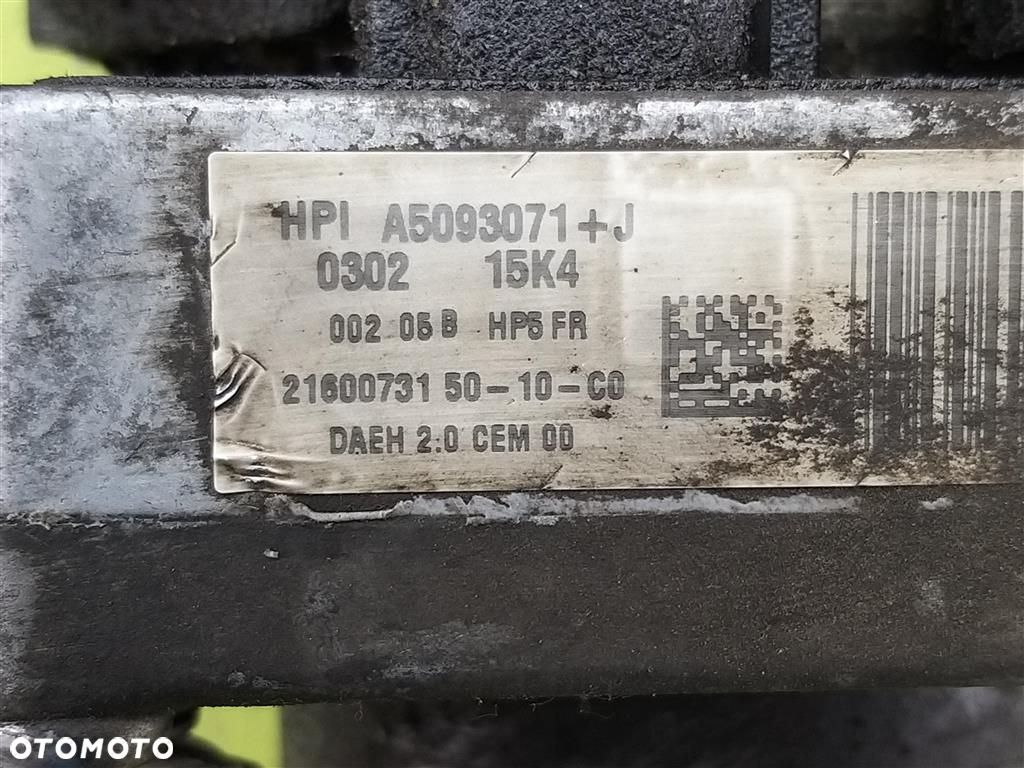 HPI A5093071+J
0302 15K4
002 05 B HP5 FR
21600731 50-10-C0
DAEH 2.0 CEM 00
OTOMOTO